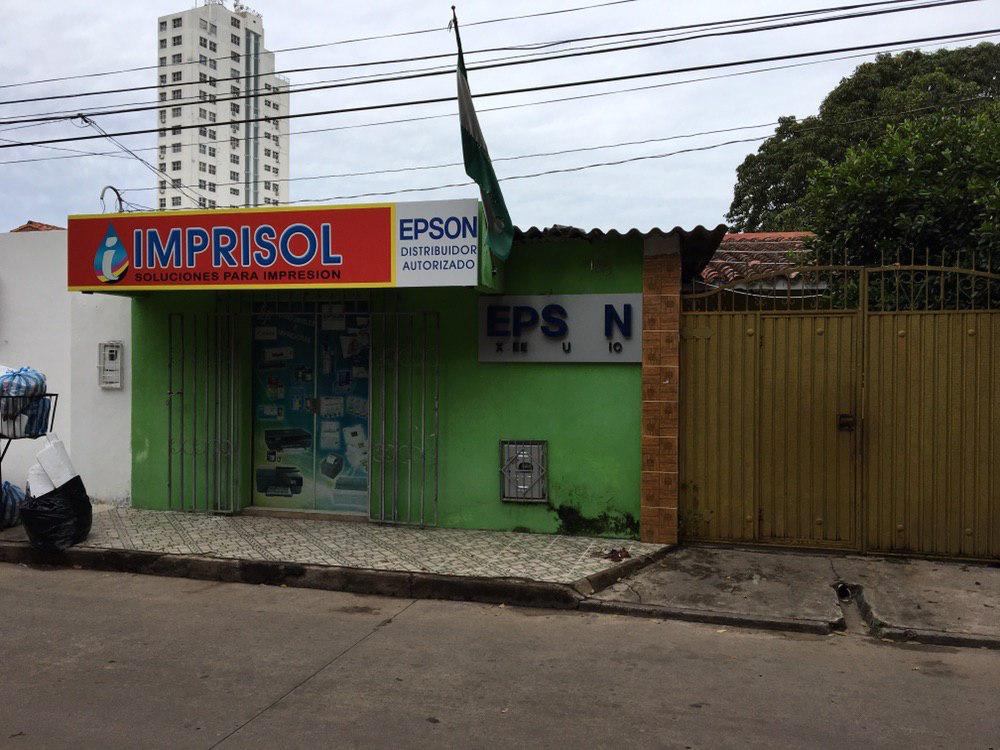 IMPRISOL
SOLUCIONES PARA IMPRESION
EPSON
DISTRIBUIDOR
AUTORIZADO
EPS N